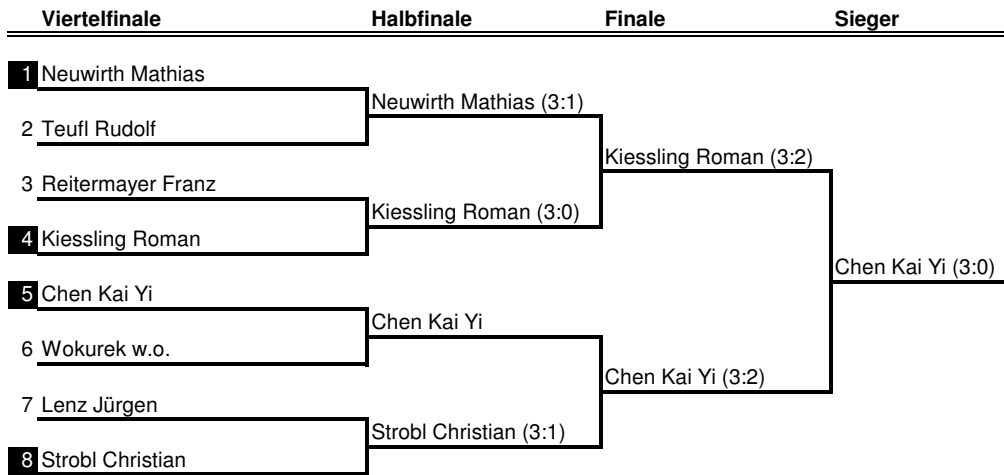 Viertelfinale Halbfinale Finale Sieger
1 Neuwirth Mathias
Neuwirth Mathias (3:1)
2 Teufl Rudolf
Kiessling Roman (3:2)
3 Reitermayer Franz
Kiessling Roman (3:0)
4 Kiessling Roman
Chen Kai Yi (3:0)
5 Chen Kai Yi
Chen Kai Yi
6 Wokurek w.o.
Chen Kai Yi (3:2)
7 Lenz Jürgen
Strobl Christian (3:1)
8 Strobl Christian